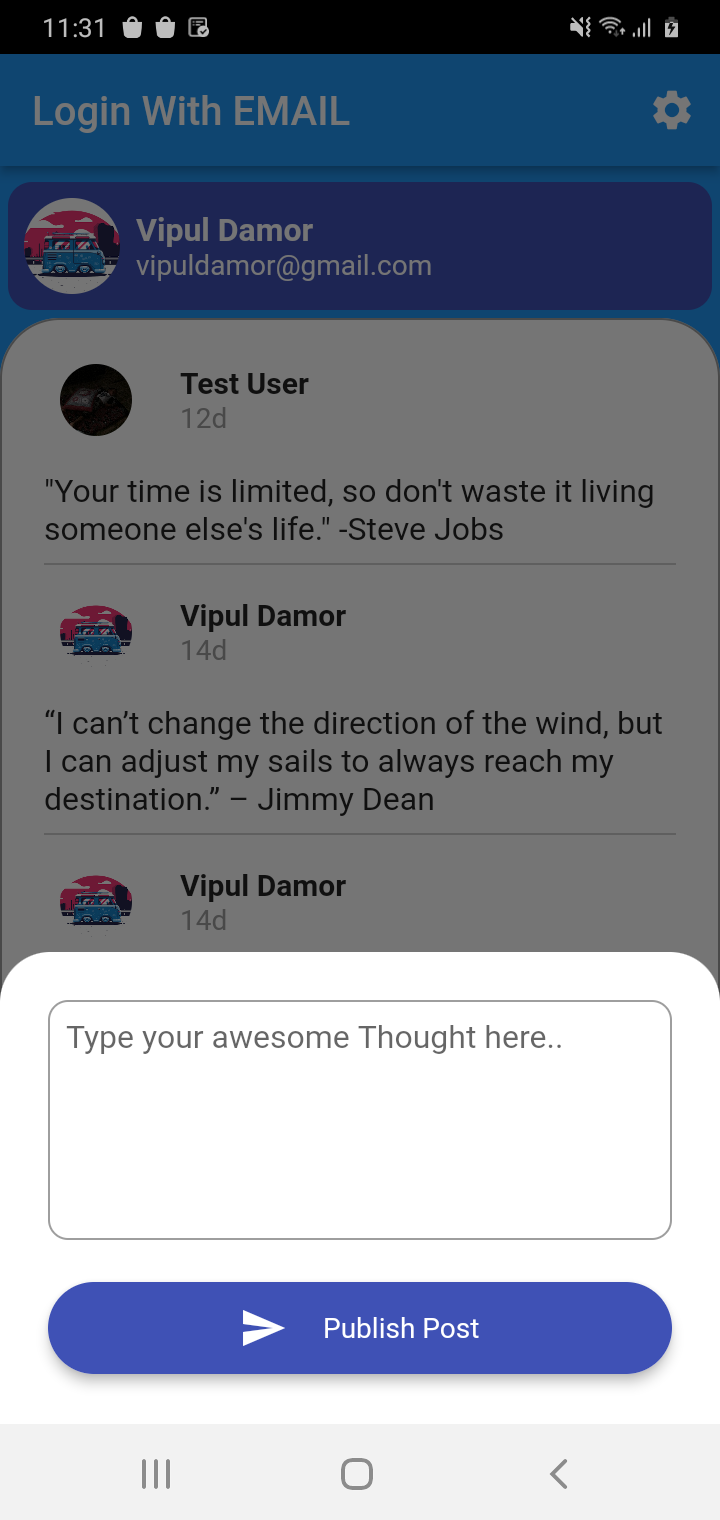 11:31
Login With EMAIL
Vipul Damor
vipuldamor@gmail.com
Test User
12d
"Your time is limited, so don't waste it living
someone else's life." -Steve Jobs
Vipul Damor
14d
“I can’t change the direction of the wind, but
I can adjust my sails to always reach my
destination.” – Jimmy Dean
Vipul Damor
14d
Type your awesome Thought here..
Publish Post